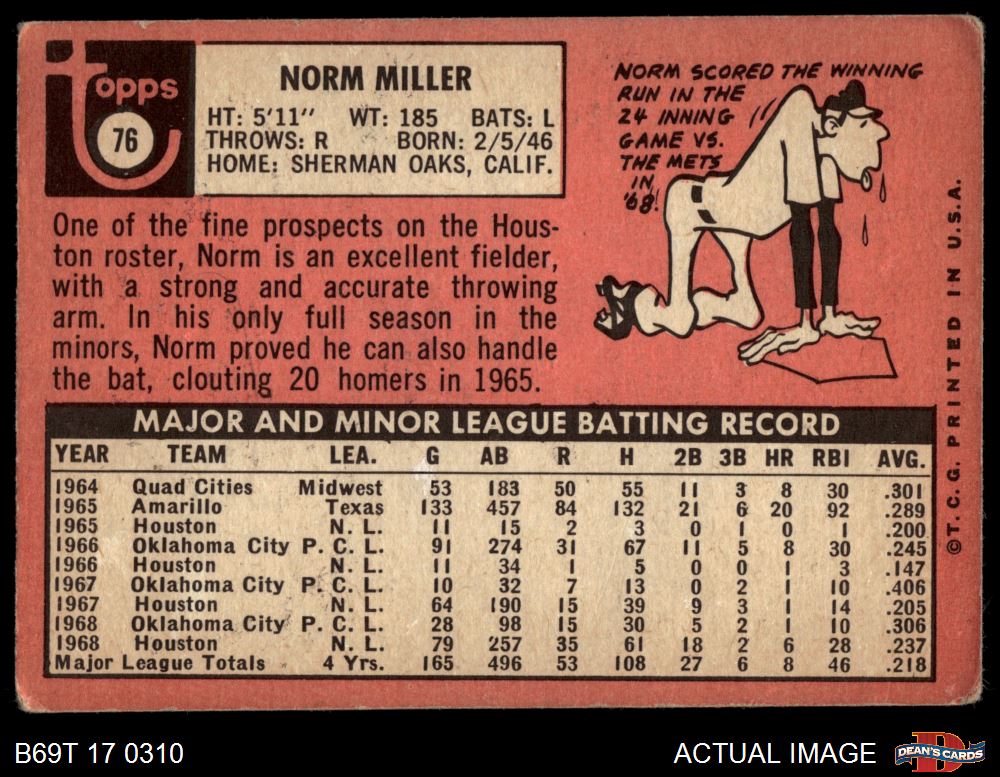 Topps
76
NORM MILLER
HT: 5'11" WT: 185 BATS: L
THROWS: R BORN: 2/5/46
HOME: SHERMAN OAKS, CALIF.
NORM SCORED THE WINNING
RUN IN THE
24 INNING
GAME VS.
THE METS
IN
'68!
One of the fine prospects on the Hous-
ton roster, Norm is an excellent fielder,
with a strong and accurate throwing
arm. In his only full season in the
minors, Norm proved he can also handle
the bat, clouting 20 homers in 1965.
MAJOR AND MINOR LEAGUE BATTING RECORD
YEAR TEAM LEA. G AB R H 2B 3B HR RBI AVG.
1964 Quad Cities Midwest 53 183 50 55 11 3 8 30 .301
1965 Amarillo Texas 133 457 84 132 21 6 20 92 .289
1965 Houston N. L. 11 15 2 3 0 1 0 1 .200
1966 Oklahoma City P. C. L. 91 274 31 67 11 5 8 30 .245
1966 Houston N. L. 11 34 1 5 0 0 1 3 .147
1967 Oklahoma City P. C. L. 10 32 7 13 0 2 1 10 .406
1967 Houston N. L. 64 190 15 39 9 3 1 14 .205
1968 Oklahoma City P. C. L. 28 98 15 30 5 2 1 10 .306
1968 Houston N. L. 79 257 35 61 18 2 6 28 .237
Major League Totals 4 Yrs. 165 496 53 108 27 6 8 46 .218
©T. C. G. PRINTED IN U.S.A.
B69T 17 0310
ACTUAL IMAGE
D
DEAN'S CARDS